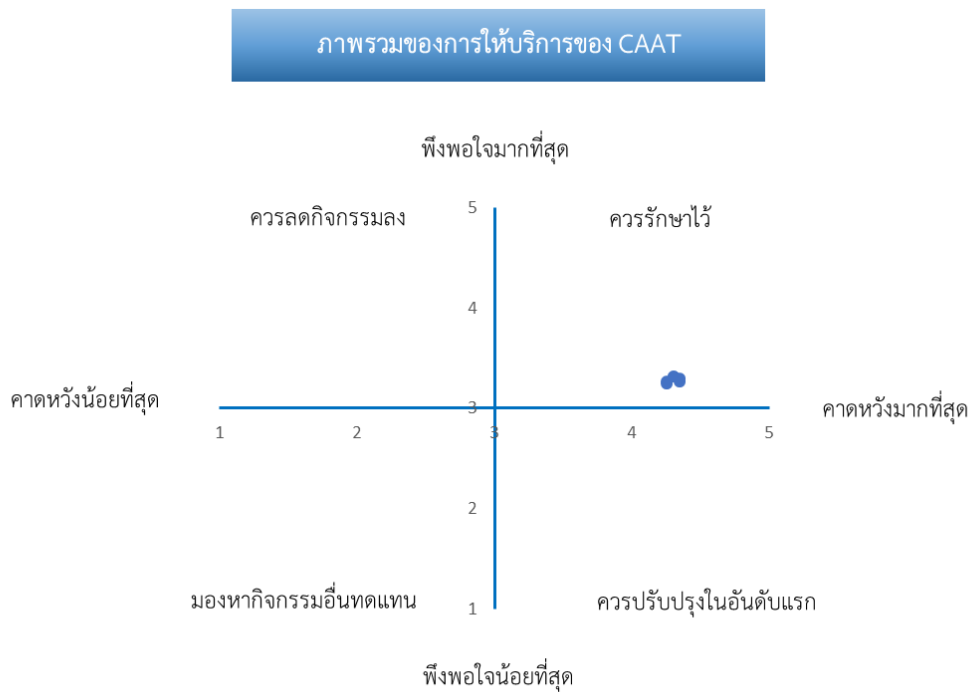 ภาพรวมของการให้บริการของ CAAT
พึงพอใจมากที่สุด
ควรลดกิจกรรมลง
5
ควรรักษาไว้
4
คาดหวังน้อยที่สุด
3
คาดหวังมากที่สุด
1
2
3
4
5
2
มองหากิจกรรมอื่นทดแทน
1
ควรปรับปรุงในอันดับแรก
พึงพอใจน้อยที่สุด